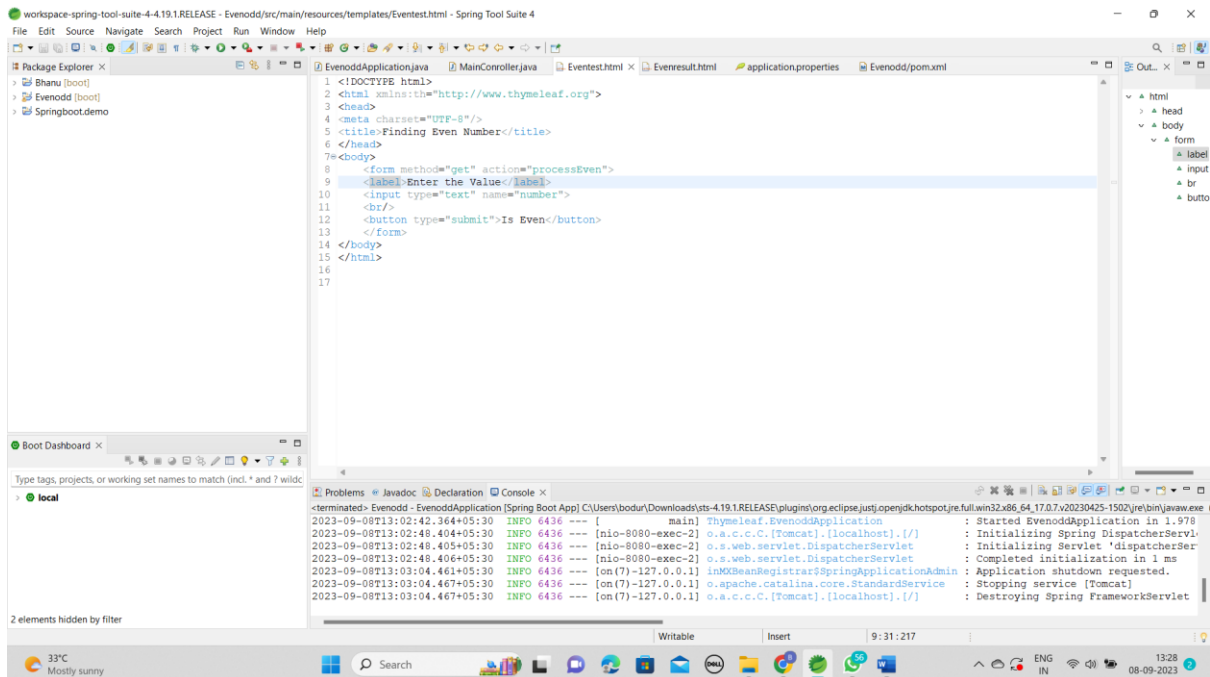 workspace-spring-tool-suite-4-4.19.1.RELEASE - Evenodd/src/main/resources/templates/Eventest.html - Spring Tool Suite 4
File Edit Source Navigate Search Project Run Window Help
Package Explorer
Bhanu [boot]
Evenodd [boot]
Springboot.demo
EvenoddApplication.java MainConroller.java Eventest.html Evenresult.html application.properties Evenodd/pom.xml
1 <!DOCTYPE html>
2 <html xmlns:th="http://www.thymeleaf.org">
3 <head>
4 <meta charset="UTF-8"/>
5 <title>Finding Even Number</title>
6 </head>
7 <body>
8 <form method="get" action="processEven">
9 <label>Enter the Value</label>
10 <input type="text" name="number">
11 <br/>
12 <button type="submit">Is Even</button>
13 </form>
14 </body>
15 </html>
16
17
Out...
html
head
body
form
label
input
br
butto
Boot Dashboard
Type tags, projects, or working set names to match (incl. * and ? wildc
local
2 elements hidden by filter
Problems Javadoc Declaration Console
<terminated> Evenodd - EvenoddApplication [Spring Boot App] C:\Users\bodur\Downloads\sts-4.19.1.RELEASE\plugins\org.eclipse.justj.openjdk.hotspot.jre.full.win32.x86_64_17.0.7.v20230425-1502\jre\bin\javaw.exe (
2023-09-08T13:02:42.364+05:30 INFO 6436 --- [ main] Thymeleaf.EvenoddApplication : Started EvenoddApplication in 1.978
2023-09-08T13:02:48.404+05:30 INFO 6436 --- [nio-8080-exec-2] o.a.c.c.C.[Tomcat].[localhost].[/] : Initializing Spring DispatcherServl
2023-09-08T13:02:48.405+05:30 INFO 6436 --- [nio-8080-exec-2] o.s.web.servlet.DispatcherServlet : Initializing Servlet 'dispatcherSer
2023-09-08T13:02:48.406+05:30 INFO 6436 --- [nio-8080-exec-2] o.s.web.servlet.DispatcherServlet : Completed initialization in 1 ms
2023-09-08T13:03:04.461+05:30 INFO 6436 --- [on(7)-127.0.0.1] inMXBeanRegistrar$SpringApplicationAdmin : Application shutdown requested.
2023-09-08T13:03:04.467+05:30 INFO 6436 --- [on(7)-127.0.0.1] o.apache.catalina.core.StandardService : Stopping service [Tomcat]
2023-09-08T13:03:04.467+05:30 INFO 6436 --- [on(7)-127.0.0.1] o.a.c.c.C.[Tomcat].[localhost].[/] : Destroying Spring FrameworkServlet
Writable Insert 9 : 31 : 217
33°C
Mostly sunny
Search
DELL
56
ENG
IN
13:28
08-09-2023
2